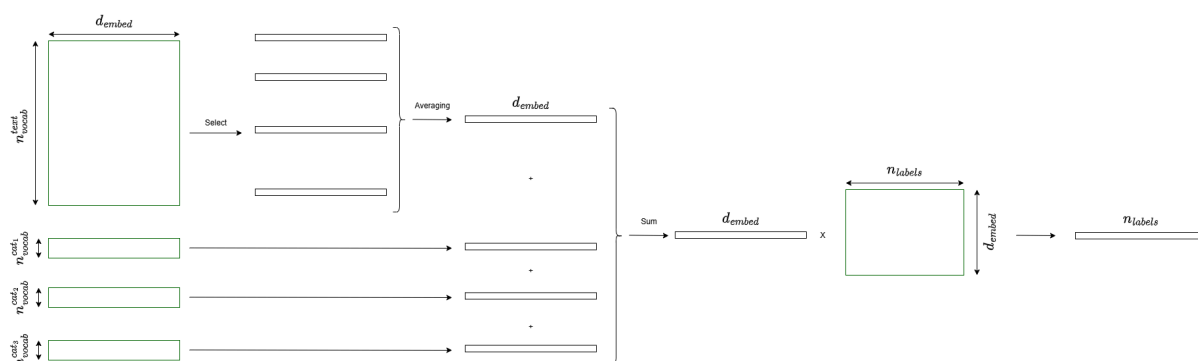 d_embed
n_vocab^text
Select
Averaging
d_embed
+
n_vocab^cat_1
+
n_vocab^cat_2
+
n_vocab^cat_3
Sum
d_embed
x
n_labels
d_embed
n_labels